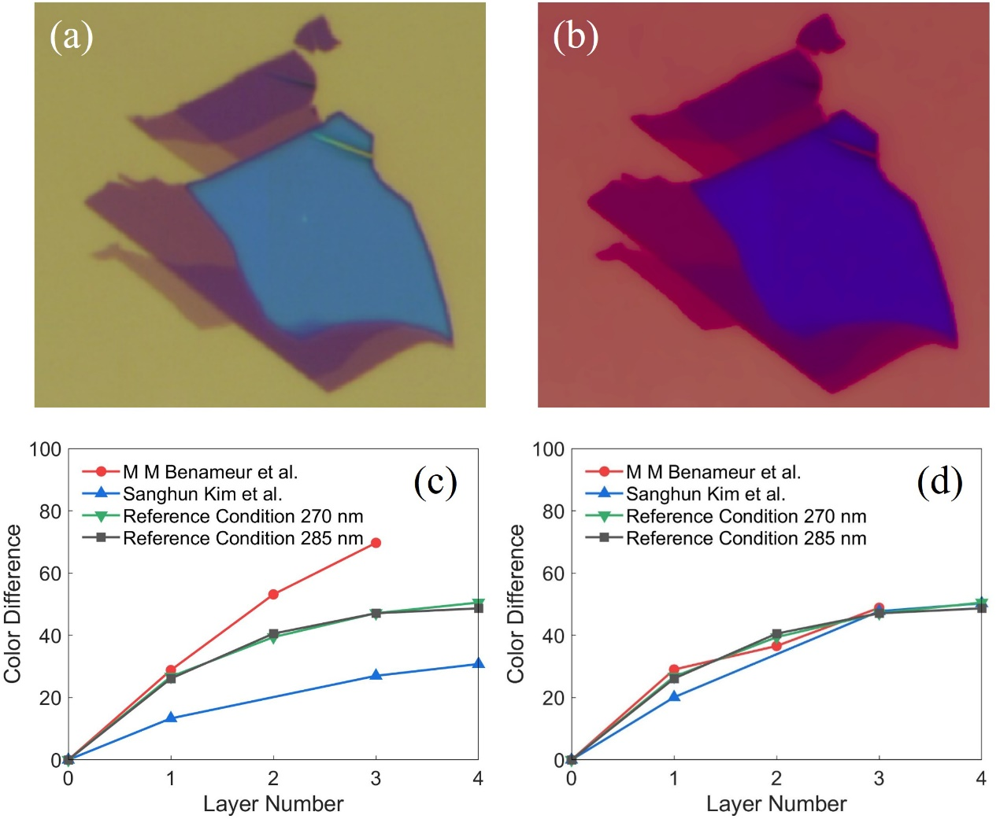 (a)
(b)
100
80
60
40
20
0
Color Difference
M M Benameur et al.
Sanghun Kim et al.
Reference Condition 270 nm
Reference Condition 285 nm
(c)
0 1 2 3 4
Layer Number
100
80
60
40
20
0
Color Difference
M M Benameur et al.
Sanghun Kim et al.
Reference Condition 270 nm
Reference Condition 285 nm
(d)
0 1 2 3 4
Layer Number